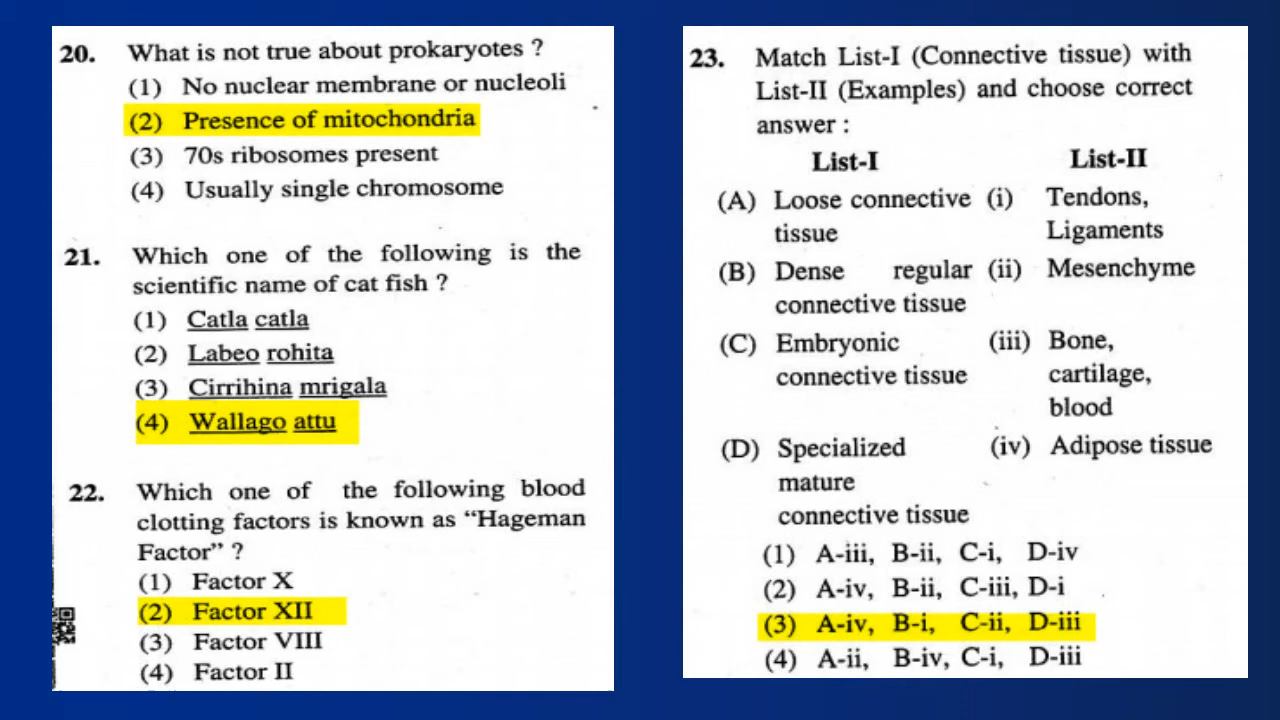 20. What is not true about prokaryotes ?
(1) No nuclear membrane or nucleoli
(2) Presence of mitochondria
(3) 70s ribosomes present
(4) Usually single chromosome
21. Which one of the following is the
scientific name of cat fish ?
(1) Catla catla
(2) Labeo rohita
(3) Cirrihina mrigala
(4) Wallago attu
22. Which one of the following blood
clotting factors is known as “Hageman
Factor” ?
(1) Factor X
(2) Factor XII
(3) Factor VIII
(4) Factor II
23. Match List-I (Connective tissue) with
List-II (Examples) and choose correct
answer :
List-I List-II
(A) Loose connective (i) Tendons,
tissue Ligaments
(B) Dense regular (ii) Mesenchyme
connective tissue
(C) Embryonic (iii) Bone,
connective tissue cartilage,
blood
(D) Specialized (iv) Adipose tissue
mature
connective tissue
(1) A-iii, B-ii, C-i, D-iv
(2) A-iv, B-ii, C-iii, D-i
(3) A-iv, B-i, C-ii, D-iii
(4) A-ii, B-iv, C-i, D-iii